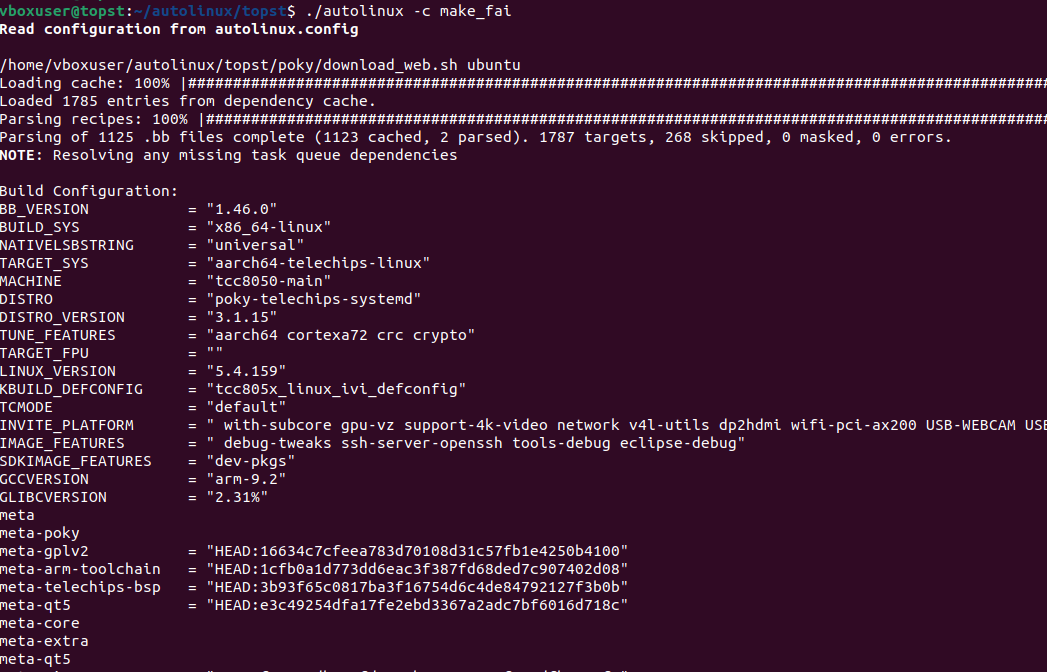 vboxuser@topst:~/autolinux/topst$ ./autolinux -c make_fai
Read configuration from autolinux.config
/home/vboxuser/autolinux/topst/poky/download_web.sh ubuntu
Loading cache: 100% |###############################################################################################
Loaded 1785 entries from dependency cache.
Parsing recipes: 100% |#############################################################################################
Parsing of 1125 .bb files complete (1123 cached, 2 parsed). 1787 targets, 268 skipped, 0 masked, 0 errors.
NOTE: Resolving any missing task queue dependencies
Build Configuration:
BB_VERSION           = "1.46.0"
BUILD_SYS            = "x86_64-linux"
NATIVELSBSTRING      = "universal"
TARGET_SYS           = "aarch64-telechips-linux"
MACHINE              = "tcc8050-main"
DISTRO               = "poky-telechips-systemd"
DISTRO_VERSION       = "3.1.15"
TUNE_FEATURES        = "aarch64 cortexa72 crc crypto"
TARGET_FPU           = ""
LINUX_VERSION        = "5.4.159"
KBUILD_DEFCONFIG     = "tcc805x_linux_ivi_defconfig"
TCMODE               = "default"
INVITE_PLATFORM      = " with-subcore gpu-vz support-4k-video network v4l-utils dp2hdmi wifi-pci-ax200 USB-WEBCAM USB
IMAGE_FEATURES       = " debug-tweaks ssh-server-openssh tools-debug eclipse-debug"
SDKIMAGE_FEATURES    = "dev-pkgs"
GCCVERSION           = "arm-9.2"
GLIBCVERSION         = "2.31%"
meta
meta-poky
meta-gplv2           = "HEAD:16634c7cfeea783d70108d31c57fb1e4250b4100"
meta-arm-toolchain   = "HEAD:1cfb0a1d773dd6eac3f387fd68ded7c907402d08"
meta-telechips-bsp   = "HEAD:3b93f65c0817ba3f16754d6c4de84792127f3b0b"
meta-qt5             = "HEAD:e3c49254dfa17fe2ebd3367a2adc7bf6016d718c"
meta-core
meta-extra
meta-qt5